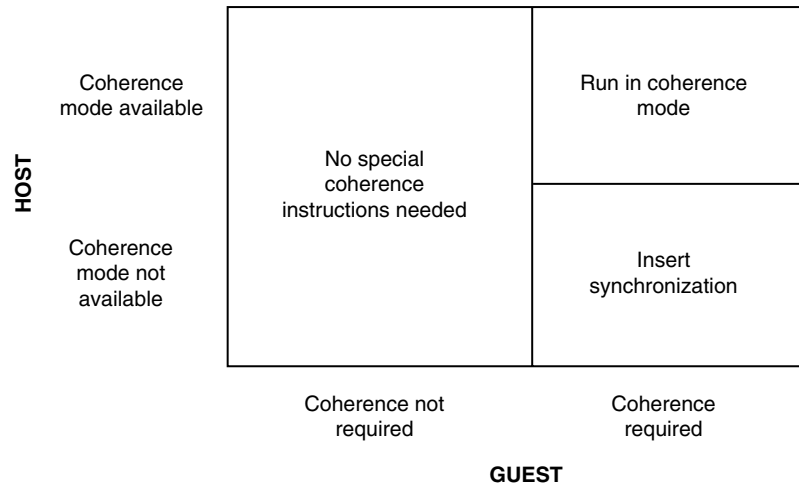 HOST
Coherence
mode available
Coherence
mode not
available
No special
coherence
instructions needed
Run in coherence
mode
Insert
synchronization
Coherence not
required
Coherence
required
GUEST